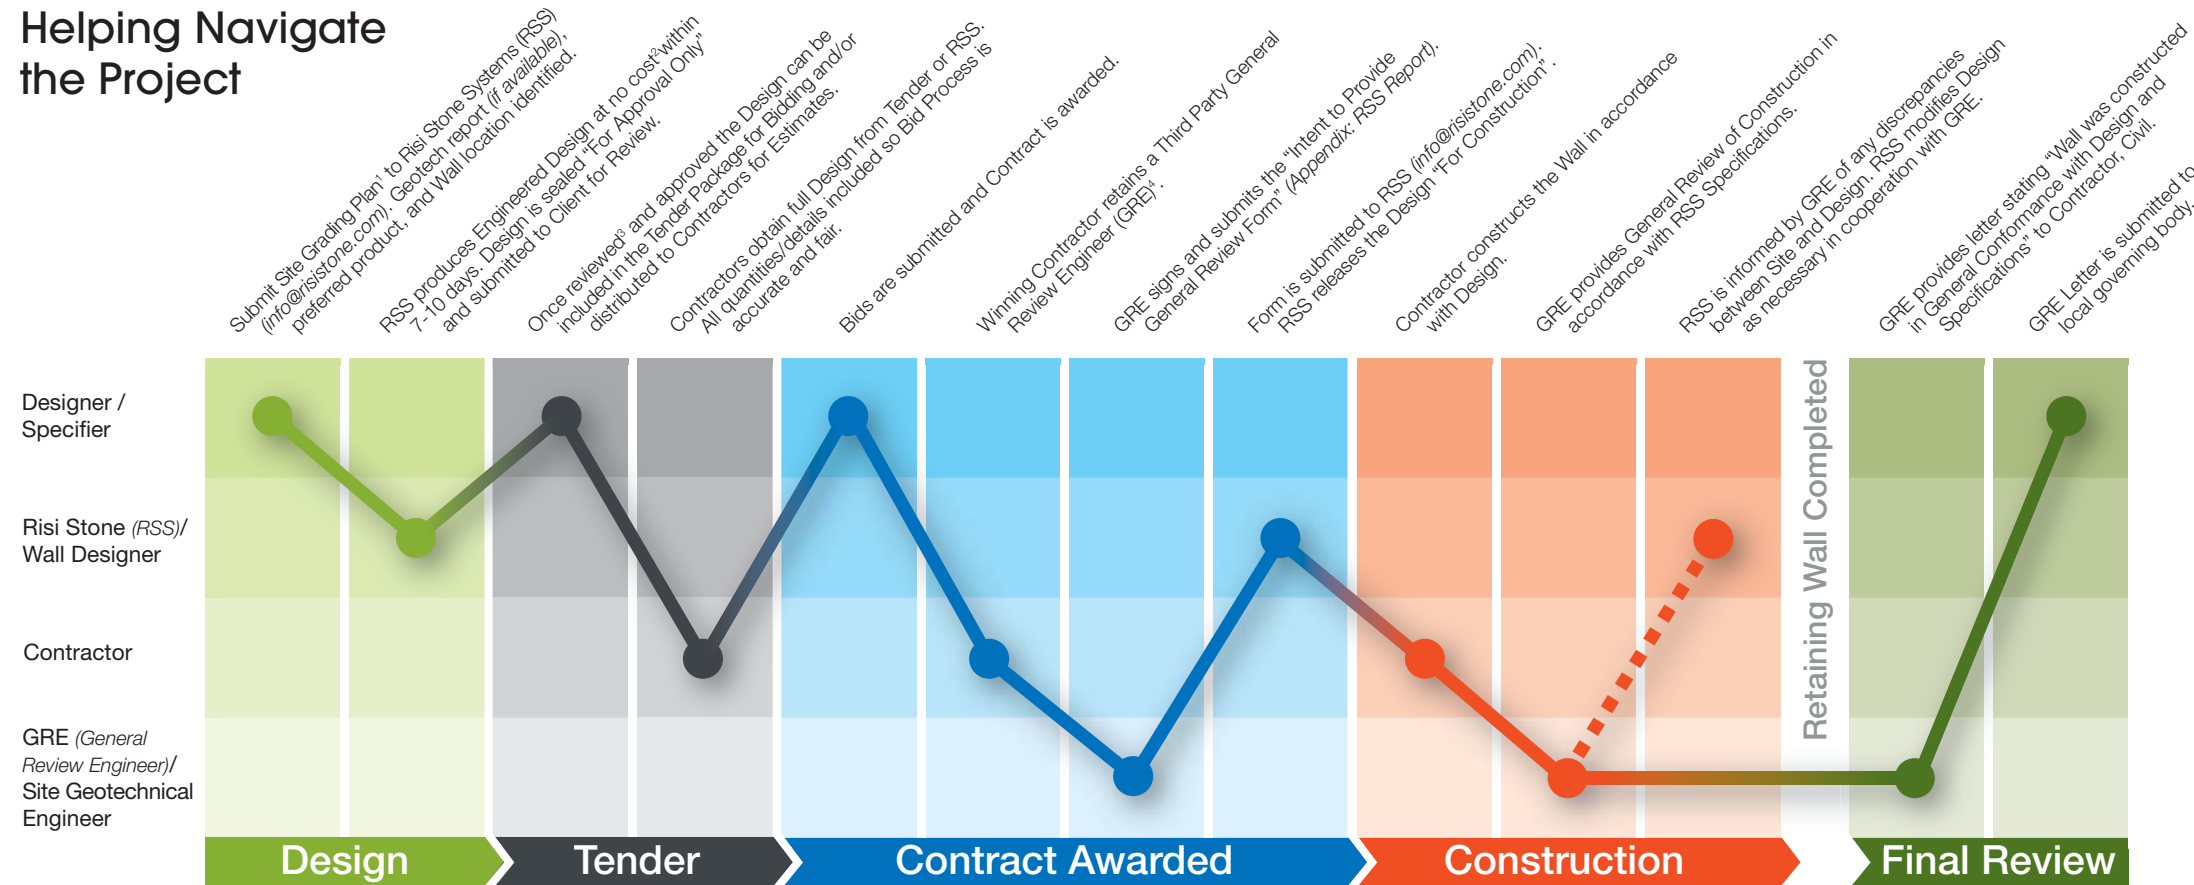 Helping Navigate
the Project
Submit Site Grading Plan¹ to Risi Stone Systems (RSS)
(info@risistone.com). Geotech report (if available),
preferred product, and Wall location identified.
RSS produces Engineered Design at no cost² within
7-10 days. Design is sealed “For Approval Only”
and submitted to Client for Review.
Once reviewed³ and approved the Design can be
included in the Tender Package for Bidding and/or
distributed to Contractors for Estimates.
Contractors obtain full Design from Tender or RSS.
All quantities/details included so Bid Process is
accurate and fair.
Bids are submitted and Contract is awarded.
Winning Contractor retains a Third Party General
Review Engineer (GRE)⁴.
GRE signs and submits the “Intent to Provide
General Review Form” (Appendix: RSS Report).
Form is submitted to RSS (info@risistone.com).
RSS releases the Design “For Construction”.
Contractor constructs the Wall in accordance
with Design.
GRE provides General Review of Construction in
accordance with RSS Specifications.
RSS is informed by GRE of any discrepancies
between Site and Design. RSS modifies Design
as necessary in cooperation with GRE.
GRE provides letter stating “Wall was constructed
in General Conformance with Design and
Specifications” to Contractor, Civil.
GRE Letter is submitted to
local governing body.
Designer /
Specifier
Risi Stone (RSS)/
Wall Designer
Contractor
GRE (General
Review Engineer)/
Site Geotechnical
Engineer
Retaining Wall Completed
Design
Tender
Contract Awarded
Construction
Final Review